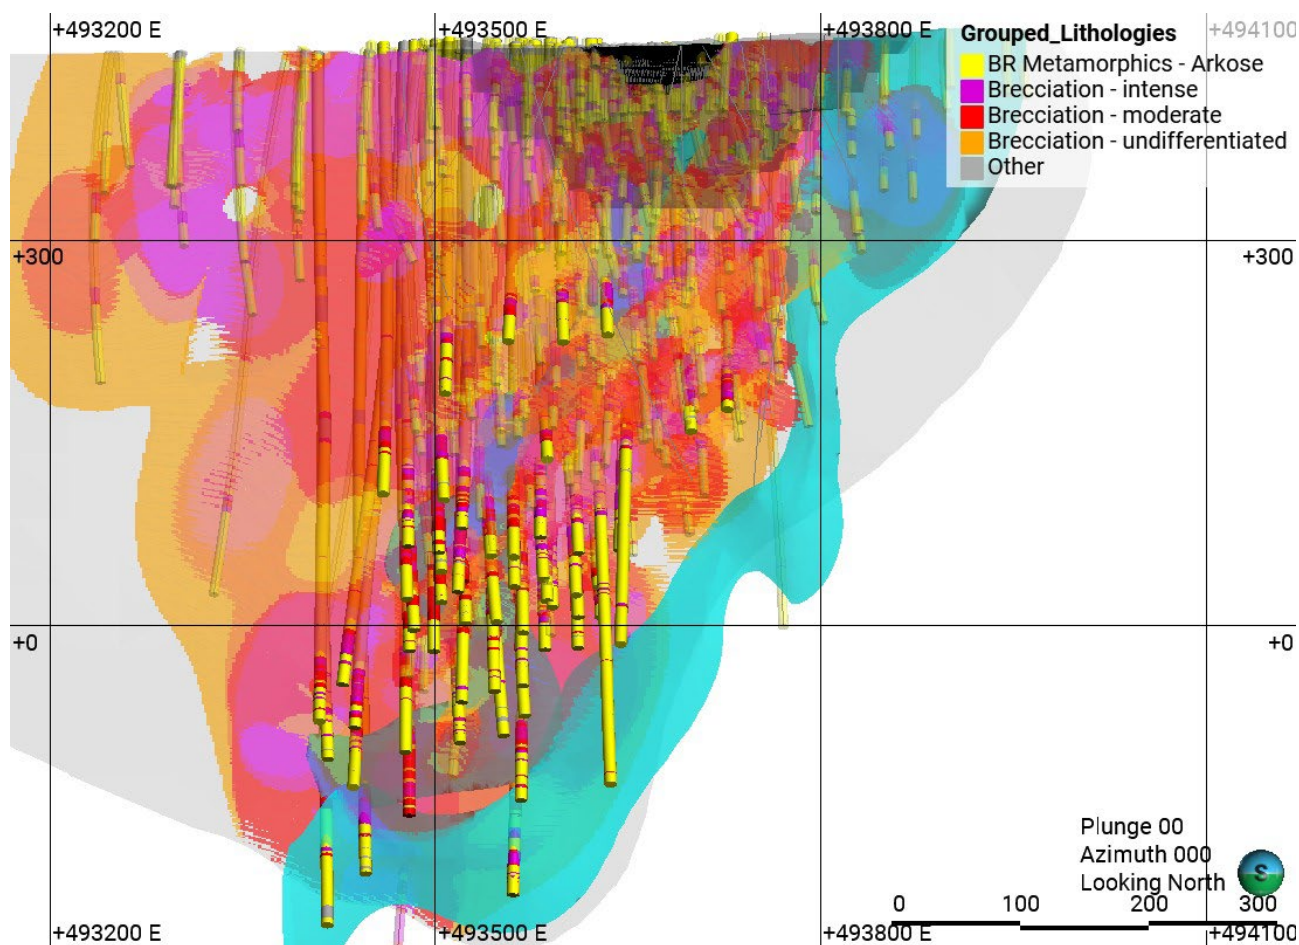 +493200 E
+493500 E
+493800 E
+494100
Grouped_Lithologies
BR Metamorphics - Arkose
Brecciation - intense
Brecciation - moderate
Brecciation - undifferentiated
Other
+300
+300
+0
+0
Plunge 00
Azimuth 000
Looking North
S
0
100
200
300
+493200 E
+493500 E
+493800 E
+494100